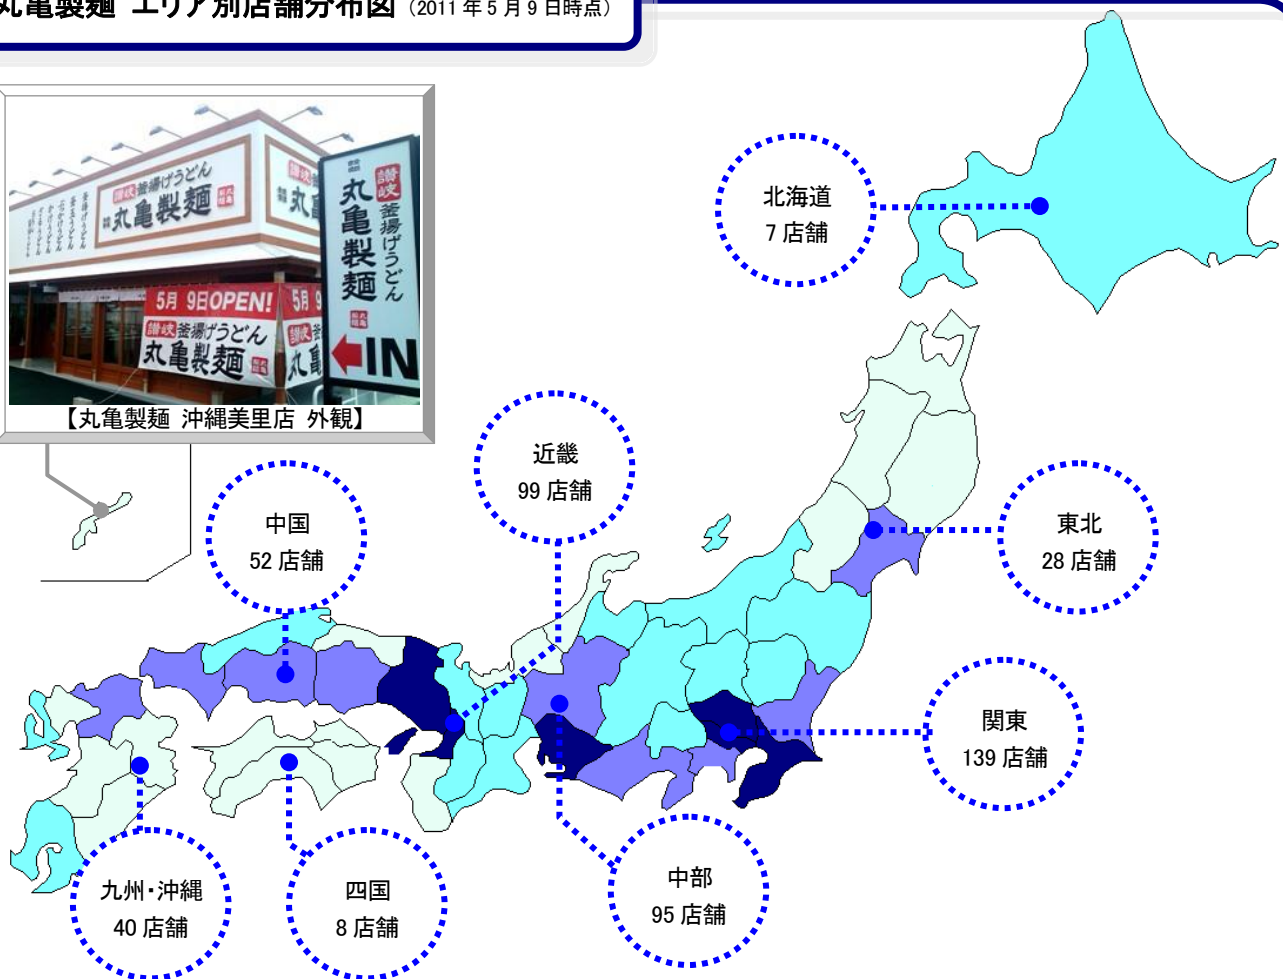 丸亀製麺 エリア別店舗分布図（2011年5月9日時点）
讃岐 釜揚げうどん
丸亀製麺
5月 9日OPEN!
讃岐 釜揚げうどん
丸亀製麺
讃岐 釜揚げうどん
丸亀製麺
IN
【丸亀製麺 沖縄美里店 外観】
北海道
7店舗
近畿
99店舗
中国
52店舗
東北
28店舗
関東
139店舗
中部
95店舗
四国
8店舗
九州・沖縄
40店舗